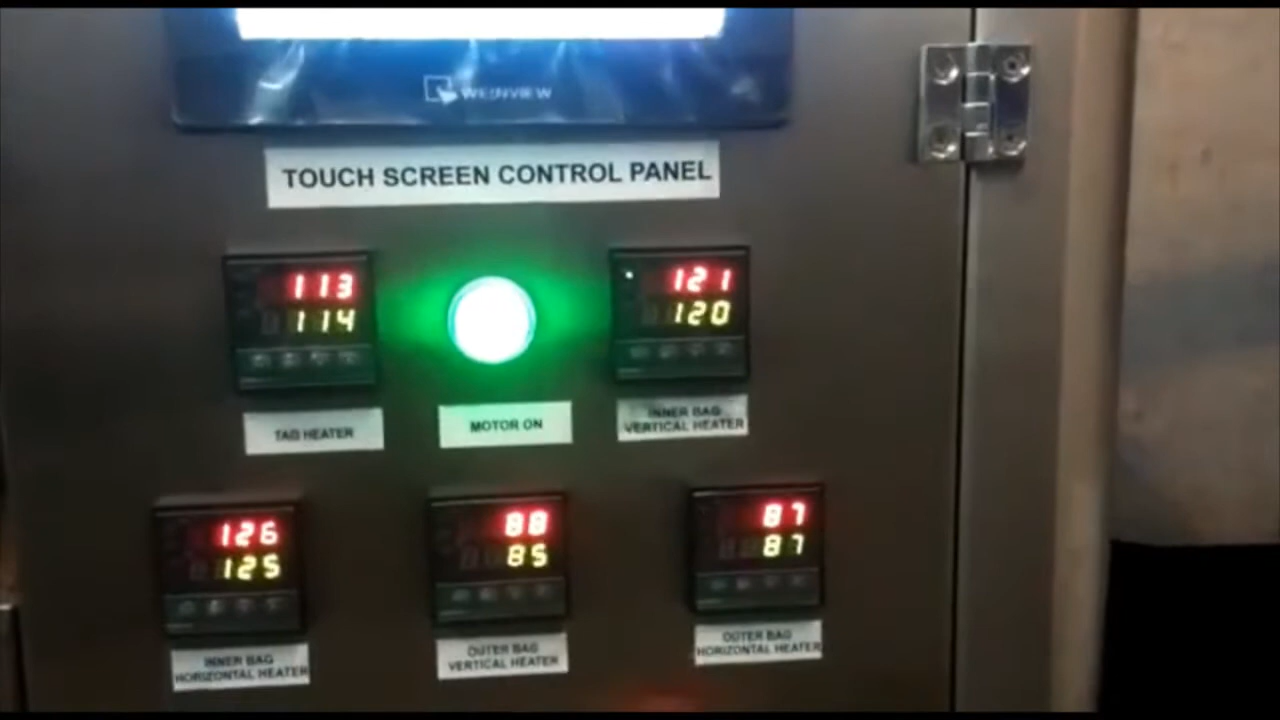 WEINVIEW
TOUCH SCREEN CONTROL PANEL
113
114
121
120
TAG HEATER
MOTOR ON
INNER BAG
VERTICAL HEATER
126
125
88
85
87
87
INNER BAG
HORIZONTAL HEATER
OUTER BAG
VERTICAL HEATER
OUTER BAG
HORIZONTAL HEATER